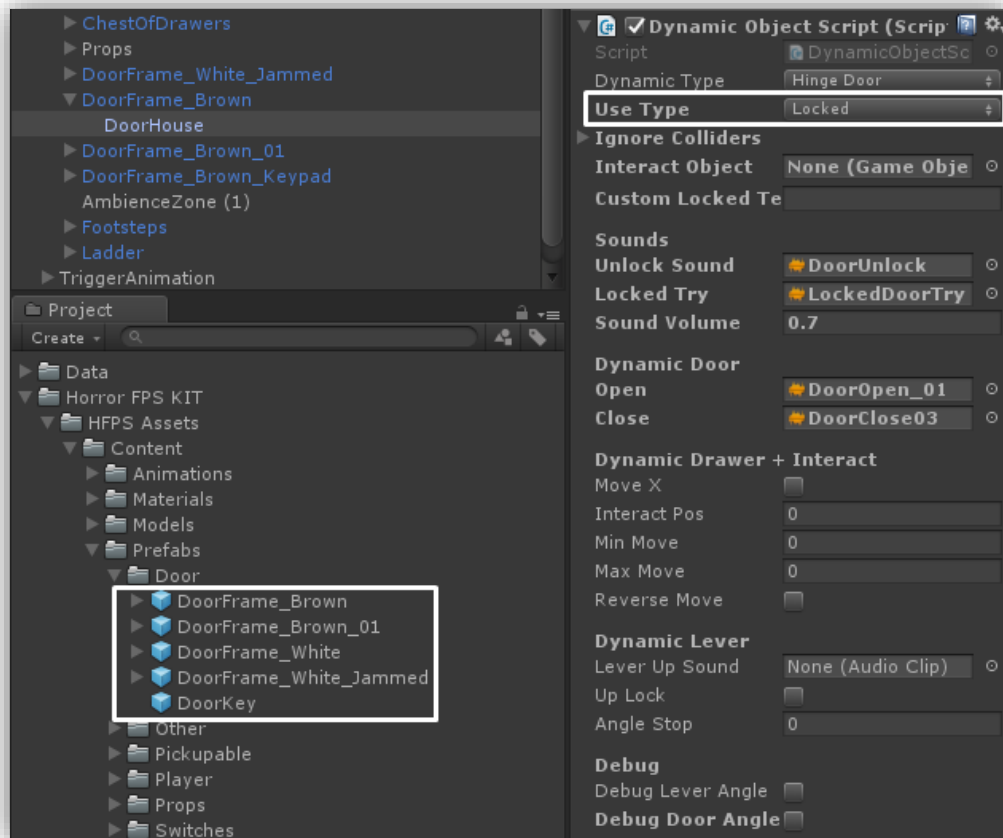 ChestOfDrawers
Props
DoorFrame_White_Jammed
DoorFrame_Brown
DoorHouse
DoorFrame_Brown_01
DoorFrame_Brown_Keypad
AmbienceZone (1)
Footsteps
Ladder
TriggerAnimation
Project
Create
Data
Horror FPS KIT
HFPS Assets
Content
Animations
Materials
Models
Prefabs
Door
DoorFrame_Brown
DoorFrame_Brown_01
DoorFrame_White
DoorFrame_White_Jammed
DoorKey
Other
Pickupable
Player
Props
Switches
Dynamic Object Script (Scrip
Script DynamicObjectSc
Dynamic Type Hinge Door
Use Type Locked
Ignore Colliders
Interact Object None (Game Obje
Custom Locked Te
Sounds
Unlock Sound DoorUnlock
Locked Try LockedDoorTry
Sound Volume 0.7
Dynamic Door
Open DoorOpen_01
Close DoorClose03
Dynamic Drawer + Interact
Move X
Interact Pos 0
Min Move 0
Max Move 0
Reverse Move
Dynamic Lever
Lever Up Sound None (Audio Clip)
Up Lock
Angle Stop 0
Debug
Debug Lever Angle
Debug Door Angle